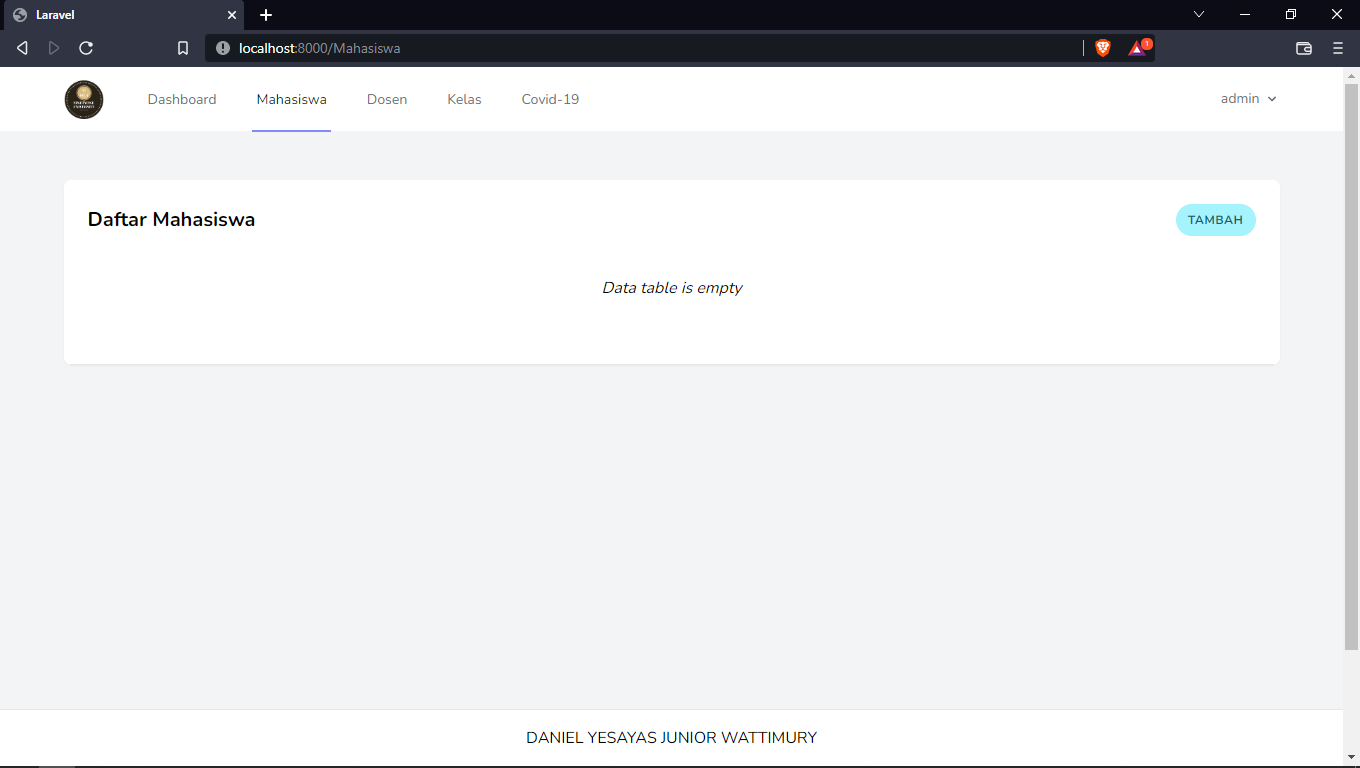 Laravel
localhost:8000/Mahasiswa
1
Dashboard Mahasiswa Dosen Kelas Covid-19 admin
Daftar Mahasiswa TAMBAH
Data table is empty
DANIEL YESAYAS JUNIOR WATTIMURY